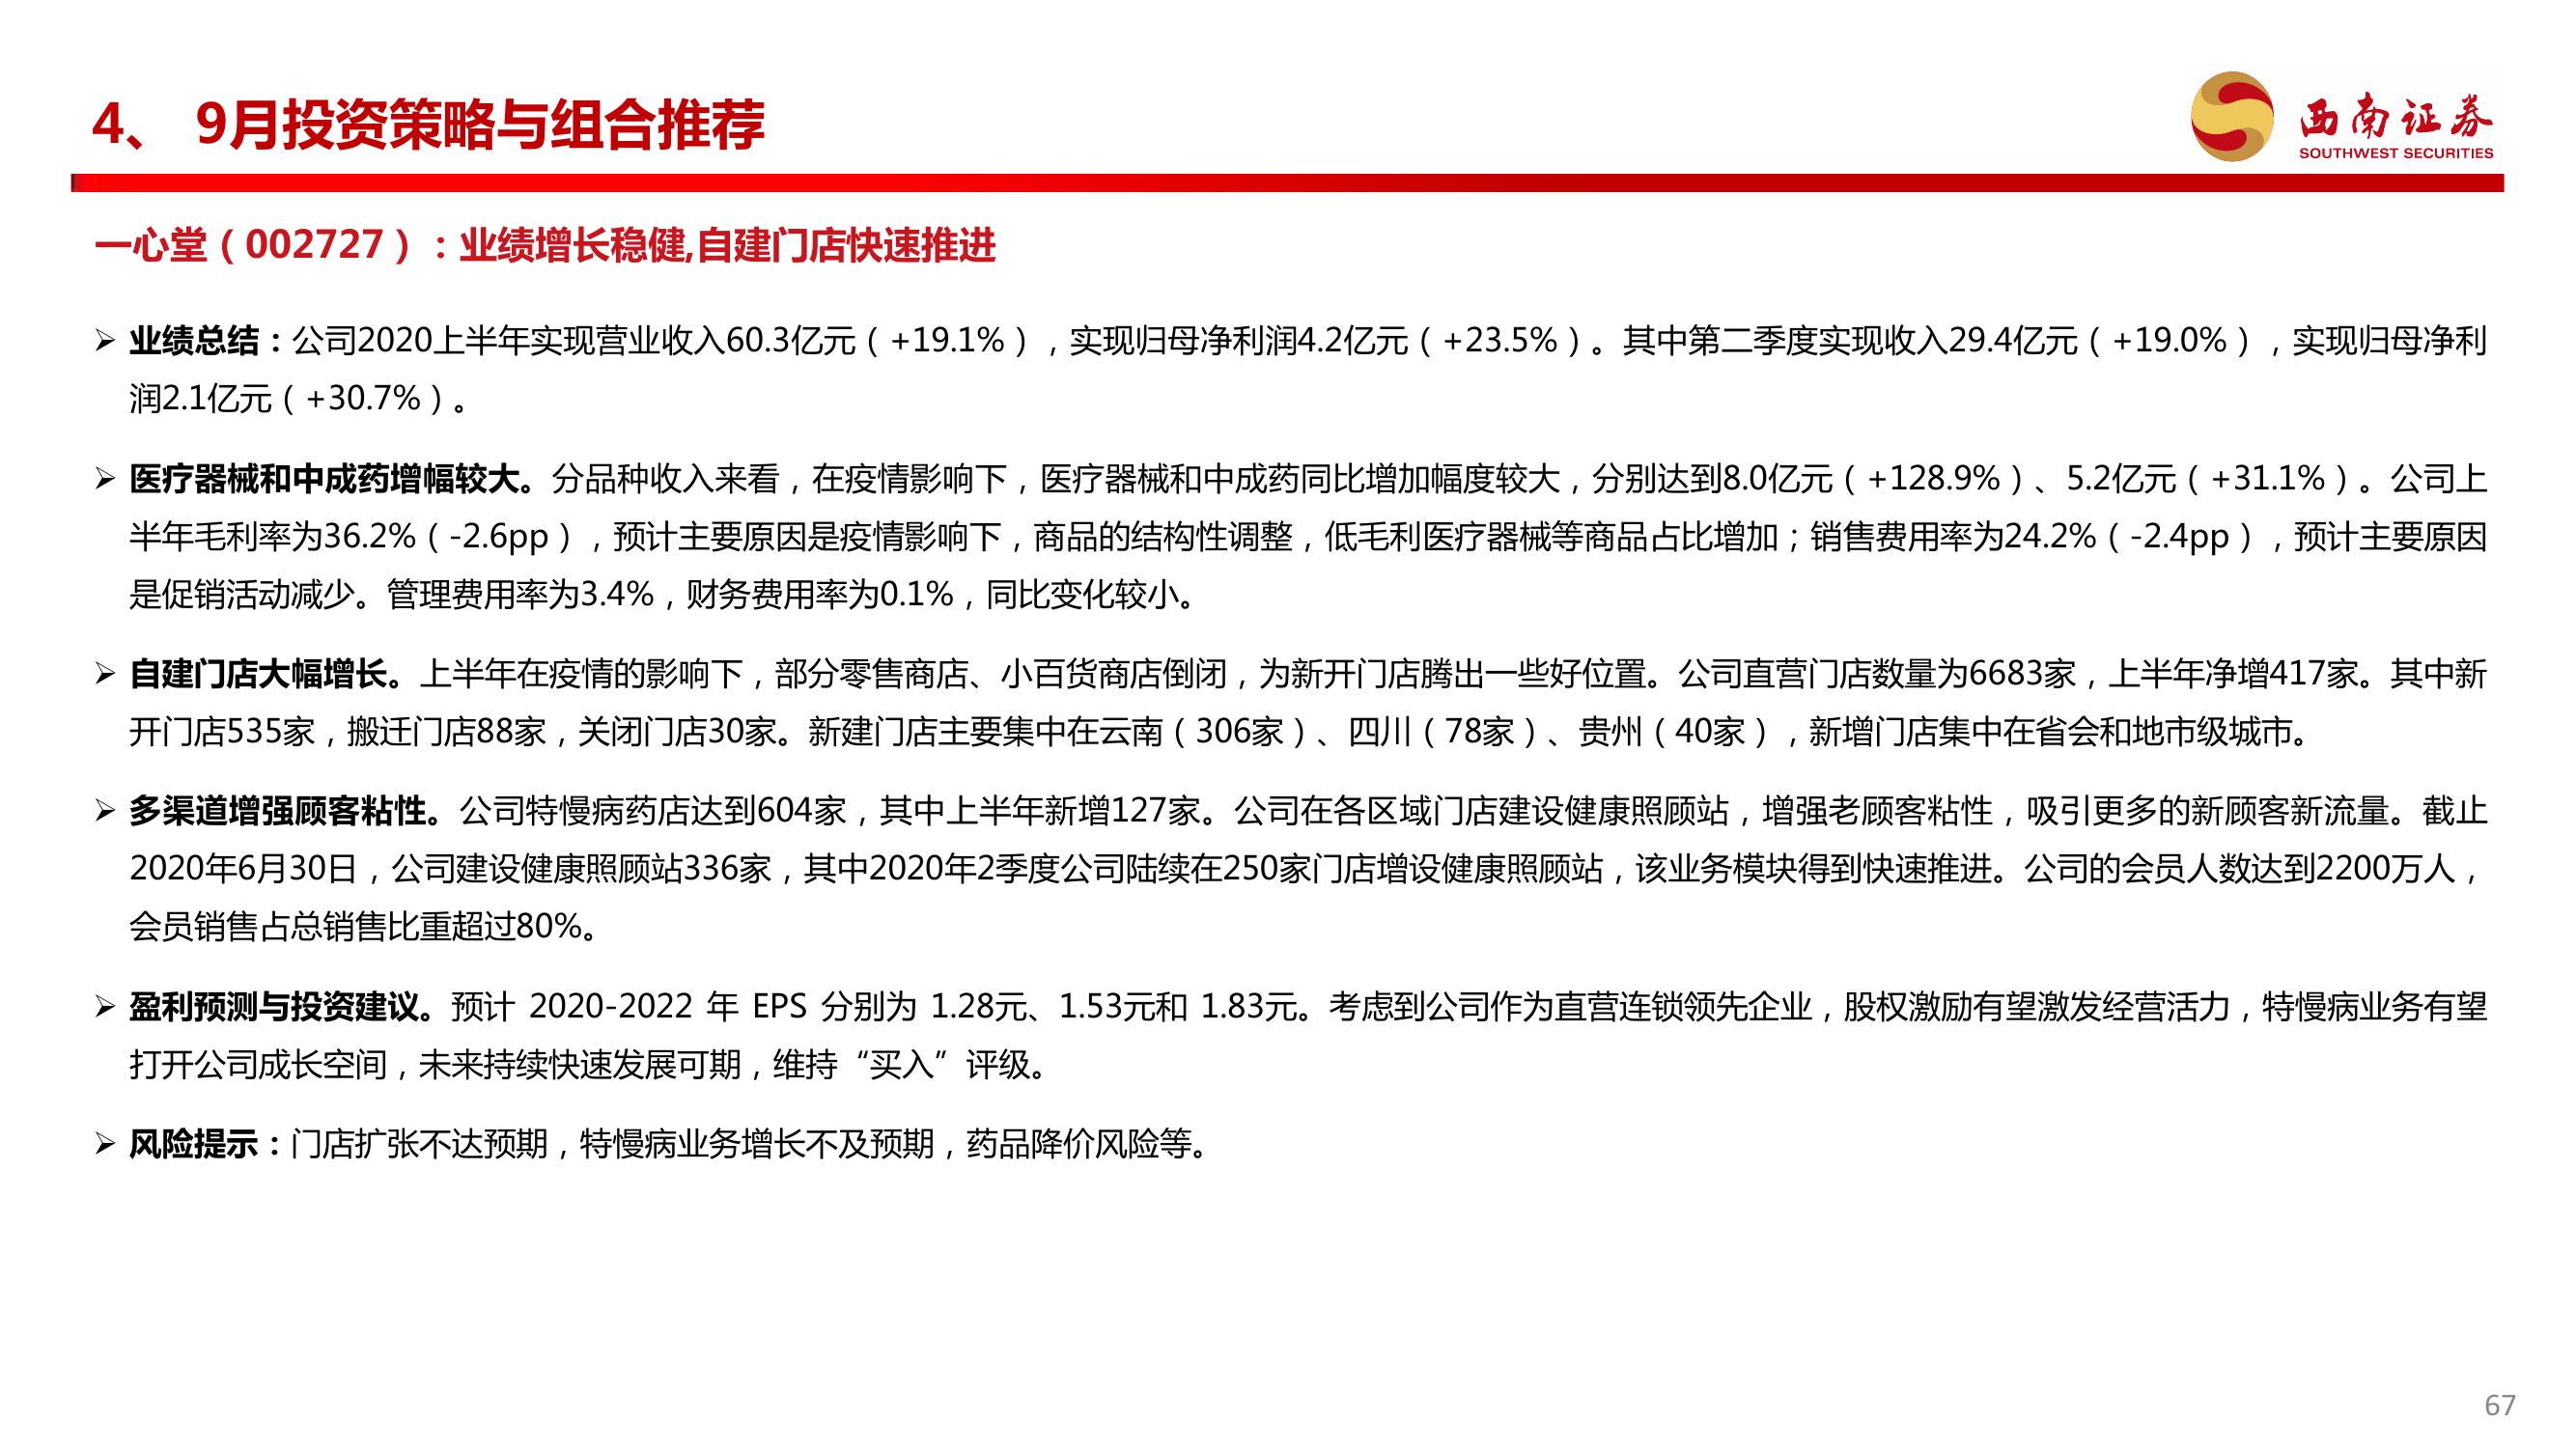 4、 9月投资策略与组合推荐
西南证券
SOUTHWEST SECURITIES
一心堂（002727）：业绩增长稳健,自建门店快速推进
➢ 业绩总结：公司2020上半年实现营业收入60.3亿元（+19.1%），实现归母净利润4.2亿元（+23.5%）。其中第二季度实现收入29.4亿元（+19.0%），实现归母净利
润2.1亿元（+30.7%）。
➢ 医疗器械和中成药增幅较大。分品种收入来看，在疫情影响下，医疗器械和中成药同比增加幅度较大，分别达到8.0亿元（+128.9%）、5.2亿元（+31.1%）。公司上
半年毛利率为36.2%（-2.6pp），预计主要原因是疫情影响下，商品的结构性调整，低毛利医疗器械等商品占比增加；销售费用率为24.2%（-2.4pp），预计主要原因
是促销活动减少。管理费用率为3.4%，财务费用率为0.1%，同比变化较小。
➢ 自建门店大幅增长。上半年在疫情的影响下，部分零售商店、小百货商店倒闭，为新开门店腾出一些好位置。公司直营门店数量为6683家，上半年净增417家。其中新
开门店535家，搬迁门店88家，关闭门店30家。新建门店主要集中在云南（306家）、四川（78家）、贵州（40家），新增门店集中在省会和地市级城市。
➢ 多渠道增强顾客粘性。公司特慢病药店达到604家，其中上半年新增127家。公司在各区域门店建设健康照顾站，增强老顾客粘性，吸引更多的新顾客新流量。截止
2020年6月30日，公司建设健康照顾站336家，其中2020年2季度公司陆续在250家门店增设健康照顾站，该业务模块得到快速推进。公司的会员人数达到2200万人，
会员销售占总销售比重超过80%。
➢ 盈利预测与投资建议。预计 2020-2022 年 EPS 分别为 1.28元、1.53元和 1.83元。考虑到公司作为直营连锁领先企业，股权激励有望激发经营活力，特慢病业务有望
打开公司成长空间，未来持续快速发展可期，维持“买入”评级。
➢ 风险提示：门店扩张不达预期，特慢病业务增长不及预期，药品降价风险等。
67